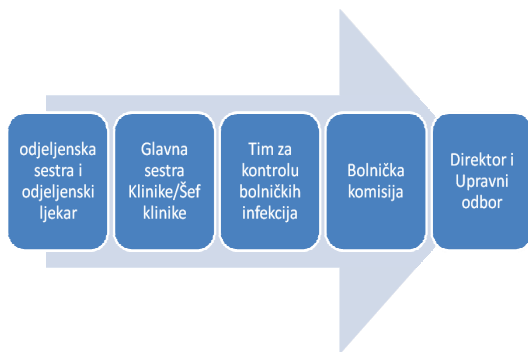 odjeljenska
sestra i
odjeljenski
ljekar
Glavna
sestra
Klinike/Šef
klinike
Tim za
kontrolu
bolničkih
infekcija
Bolnička
komisija
Direktor i
Upravni
odbor